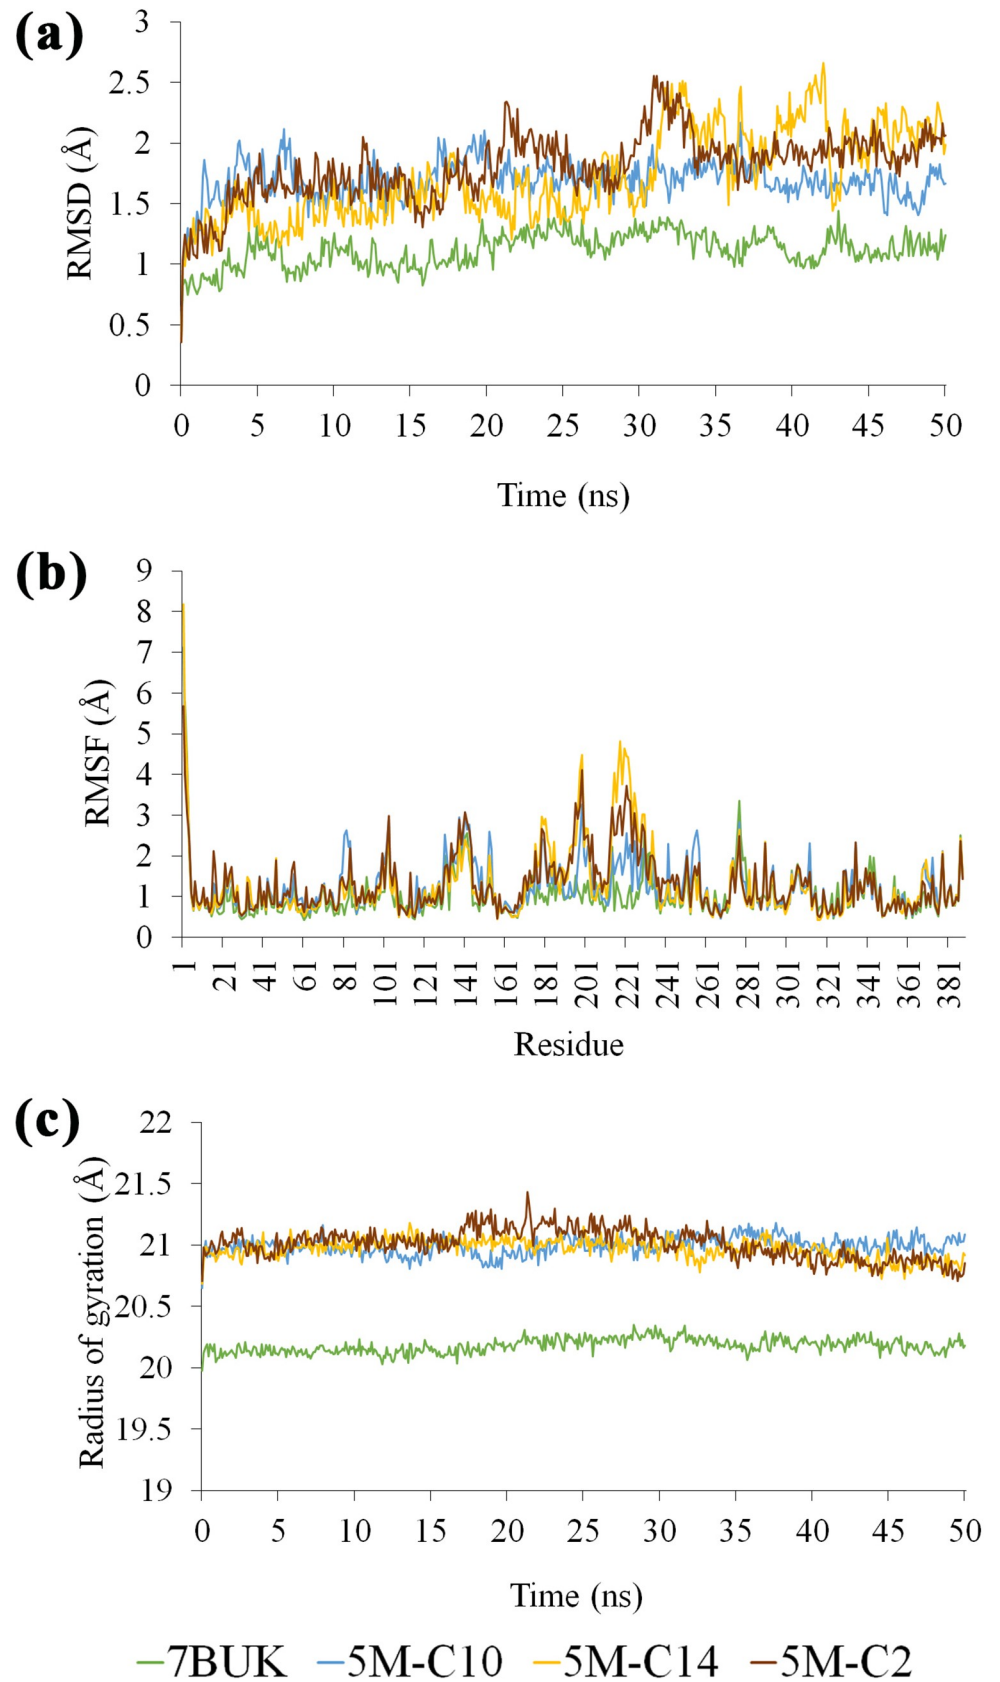 (a)
RMSD (Å)
3
2.5
2
1.5
1
0.5
0
0 5 10 15 20 25 30 35 40 45 50
Time (ns)
(b)
RMSF (Å)
9
8
7
6
5
4
3
2
1
0
1 21 41 61 81 101 121 141 161 181 201 221 241 261 281 301 321 341 361 381
Residue
(c)
Radius of gyration (Å)
22
21.5
21
20.5
20
19.5
19
0 5 10 15 20 25 30 35 40 45 50
Time (ns)
7BUK 5M-C10 5M-C14 5M-C2